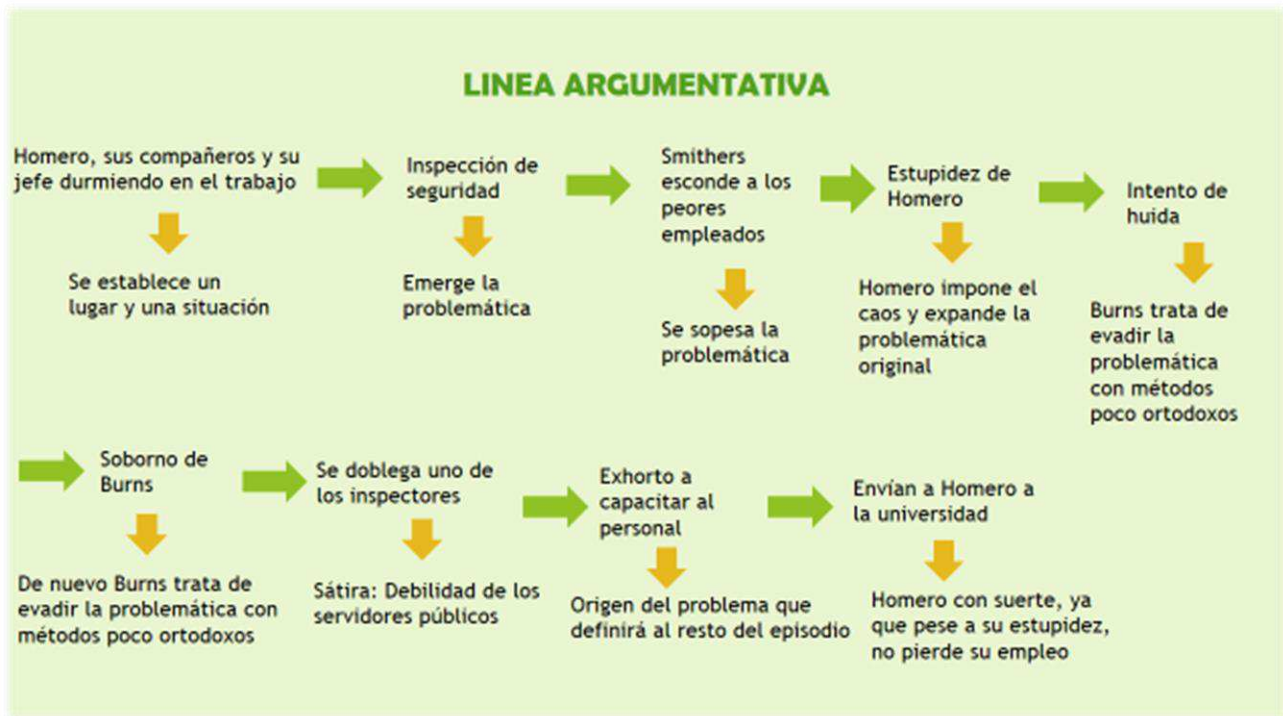 LINEA ARGUMENTATIVA
Homero, sus compañeros y su
jefe durmiendo en el trabajo
Se establece un
lugar y una situación
Inspección de
seguridad
Emerge la
problemática
Smithers
esconde a los
peores
empleados
Se sopesa la
problemática
Estupidez de
Homero
Homero impone el
caos y expande la
problemática
original
Intento de
huida
Burns trata de
evadir la
problemática
con métodos
poco ortodoxos
Soborno de
Burns
De nuevo Burns trata de
evadir la problemática con
métodos poco ortodoxos
Se doblega uno de
los inspectores
Sátira: Debilidad de los
servidores públicos
Exhorto a
capacitar al
personal
Origen del problema que
definirá al resto del episodio
Envían a Homero a
la universidad
Homero con suerte, ya
que pese a su estupidez,
no pierde su empleo